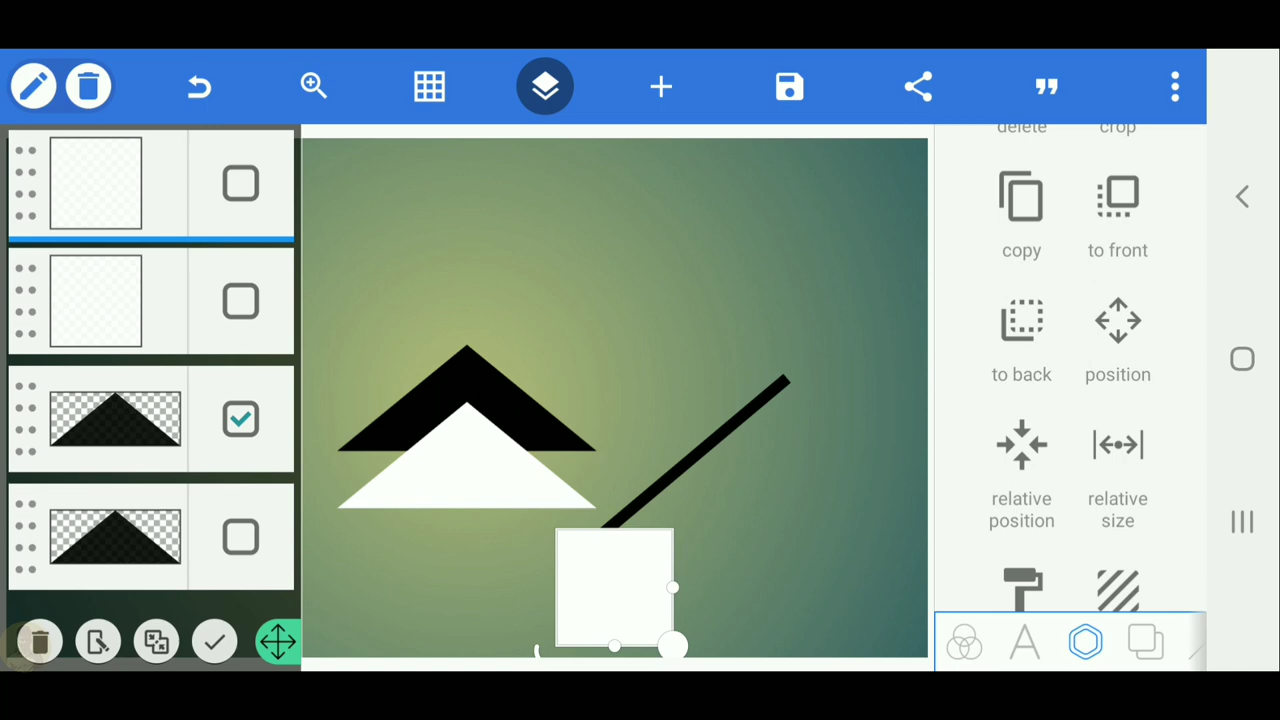 delete crop
copy to front
to back position
relative position relative size